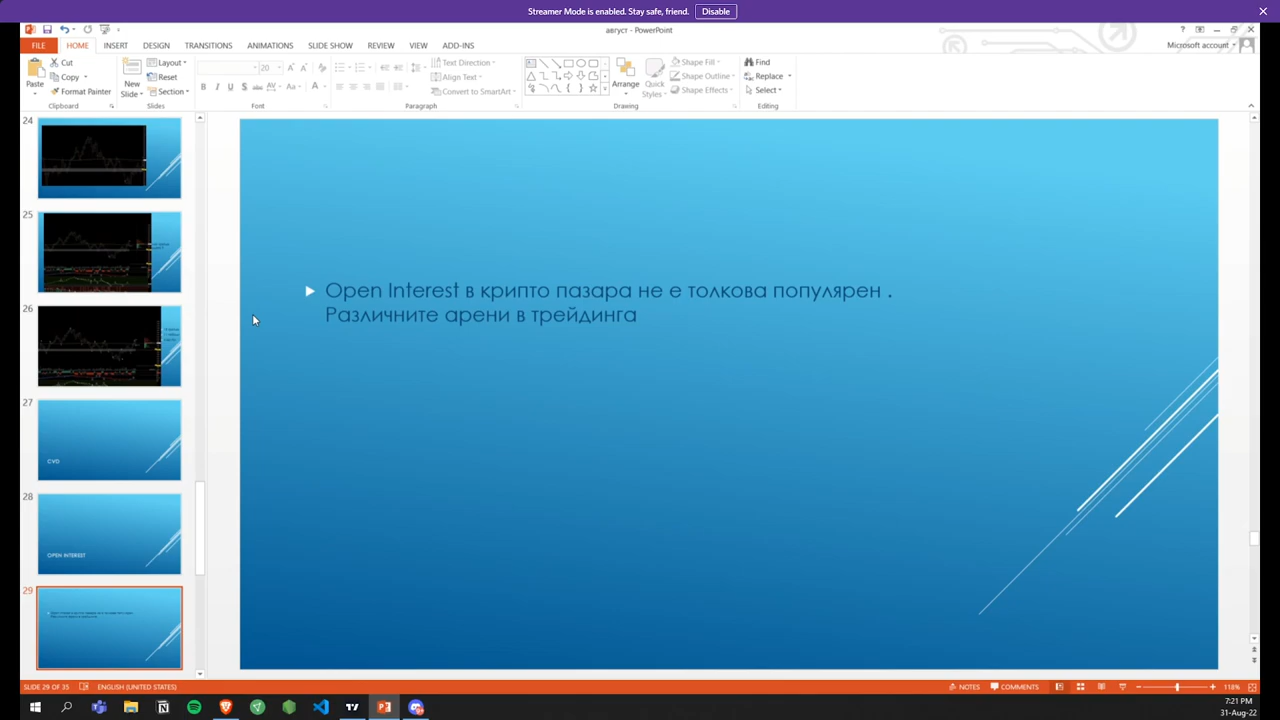 Streamer Mode is enabled. Stay safe, friend. Disable
август - PowerPoint
FILE HOME INSERT DESIGN TRANSITIONS ANIMATIONS SLIDE SHOW REVIEW VIEW ADD-INS
Microsoft account
Paste
Cut
Copy
Format Painter
Clipboard
New Slide
Layout
Reset
Section
Slides
20
Font
Text Direction
Align Text
Convert to SmartArt
Paragraph
Arrange
Quick Styles
Shape Fill
Shape Outline
Shape Effects
Drawing
Find
Replace
Select
Editing
24
25
26
27
CVD
28
OPEN INTEREST
29
Open Interest в крипто пазара не е толкова популярен .
Различните арени в трейдинга
SLIDE 29 OF 35 ENGLISH (UNITED STATES) NOTES COMMENTS 118%
7:21 PM
31-Aug-22